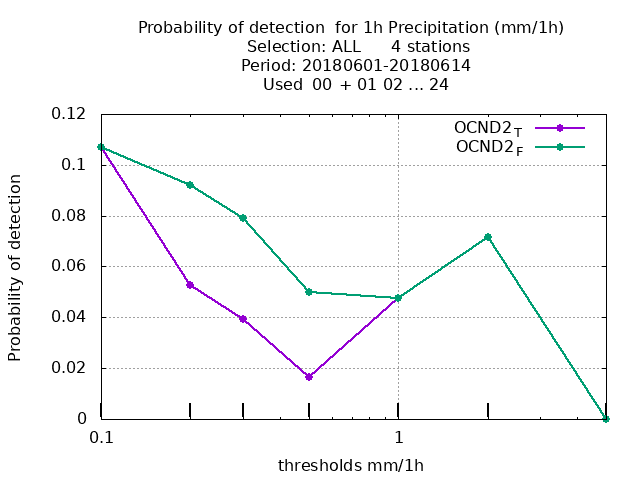 Probability of detection  for 1h Precipitation (mm/1h)
Selection: ALL      4 stations
Period: 20180601-20180614
Used  00  + 01 02 ... 24
0.12
0.1
0.08
0.06
0.04
0.02
0
Probability of detection
OCND2T
OCND2F
0.1
1
thresholds mm/1h